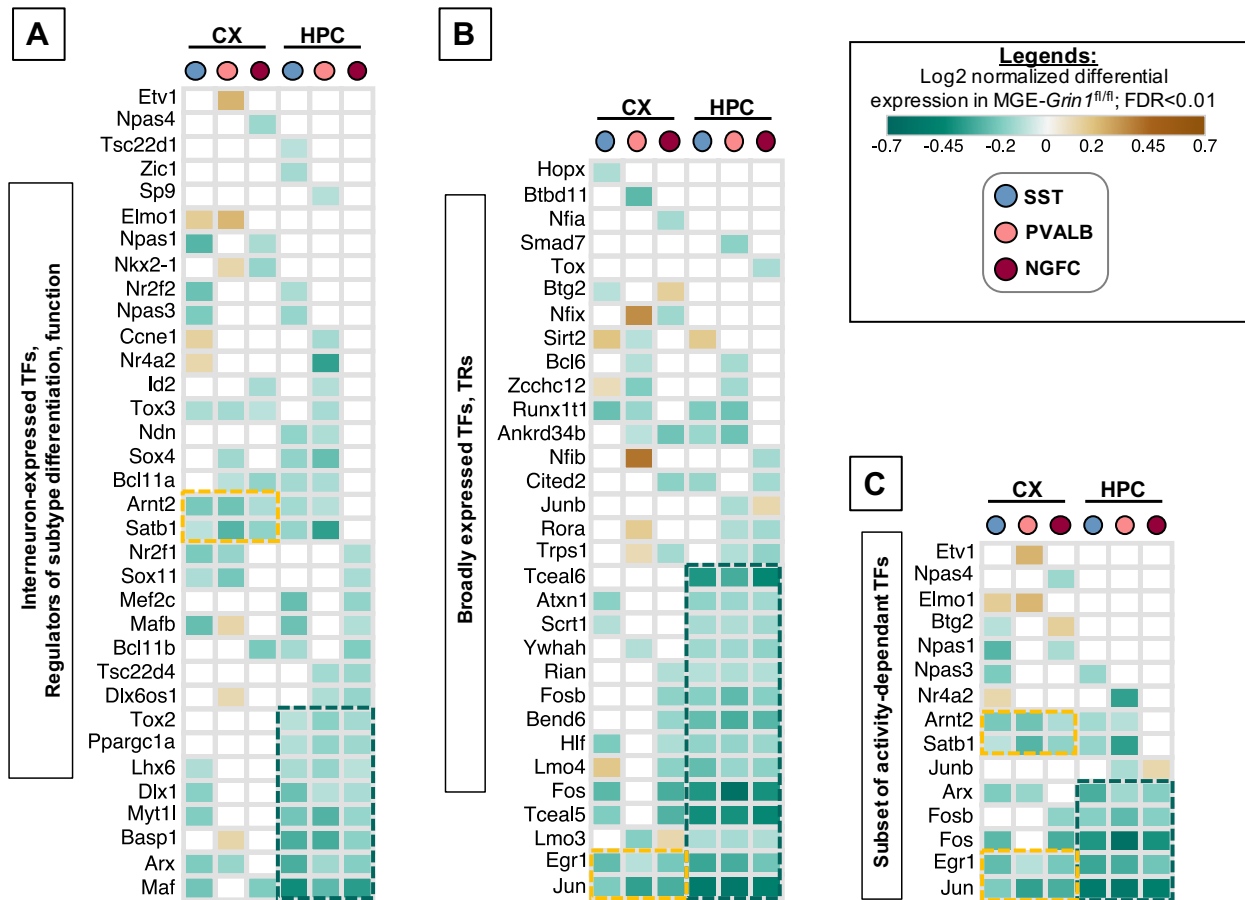 A
CX
HPC
Interneuron-expressed TFs,
Regulators of subtype differentiation, function
Etv1
Npas4
Tsc22d1
Zic1
Sp9
Elmo1
Npas1
Nkx2-1
Nr2f2
Npas3
Ccne1
Nr4a2
Id2
Tox3
Ndn
Sox4
Bcl11a
Arnt2
Satb1
Nr2f1
Sox11
Mef2c
Mafb
Bcl11b
Tsc22d4
Dlx6os1
Tox2
Ppargc1a
Lhx6
Dlx1
Myt1l
Basp1
Arx
Maf
B
CX
HPC
Broadly expressed TFs, TRs
Hopx
Btbd11
Nfia
Smad7
Tox
Btg2
Nfix
Sirt2
Bcl6
Zcchc12
Runx1t1
Ankrd34b
Nfib
Cited2
Junb
Rora
Trps1
Tceal6
Atxn1
Scrt1
Ywhah
Rian
Fosb
Bend6
Hlf
Lmo4
Fos
Tceal5
Lmo3
Egr1
Jun
Legends:
Log2 normalized differential
expression in MGE-Grin1fl/fl; FDR<0.01
-0.7 -0.45 -0.2 0 0.2 0.45 0.7
SST
PVALB
NGFC
C
CX
HPC
Subset of activity-dependant TFs
Etv1
Npas4
Elmo1
Btg2
Npas1
Npas3
Nr4a2
Arnt2
Satb1
Junb
Arx
Fosb
Fos
Egr1
Jun